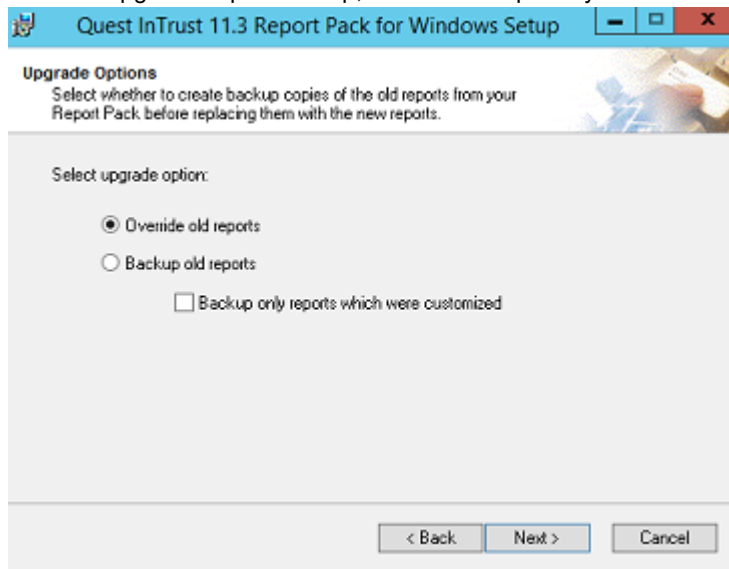 Quest InTrust 11.3 Report Pack for Windows Setup
Upgrade Options
Select whether to create backup copies of the old reports from your
Report Pack before replacing them with the new reports.
Select upgrade option:
Override old reports
Backup old reports
Backup only reports which were customized
< Back Next > Cancel